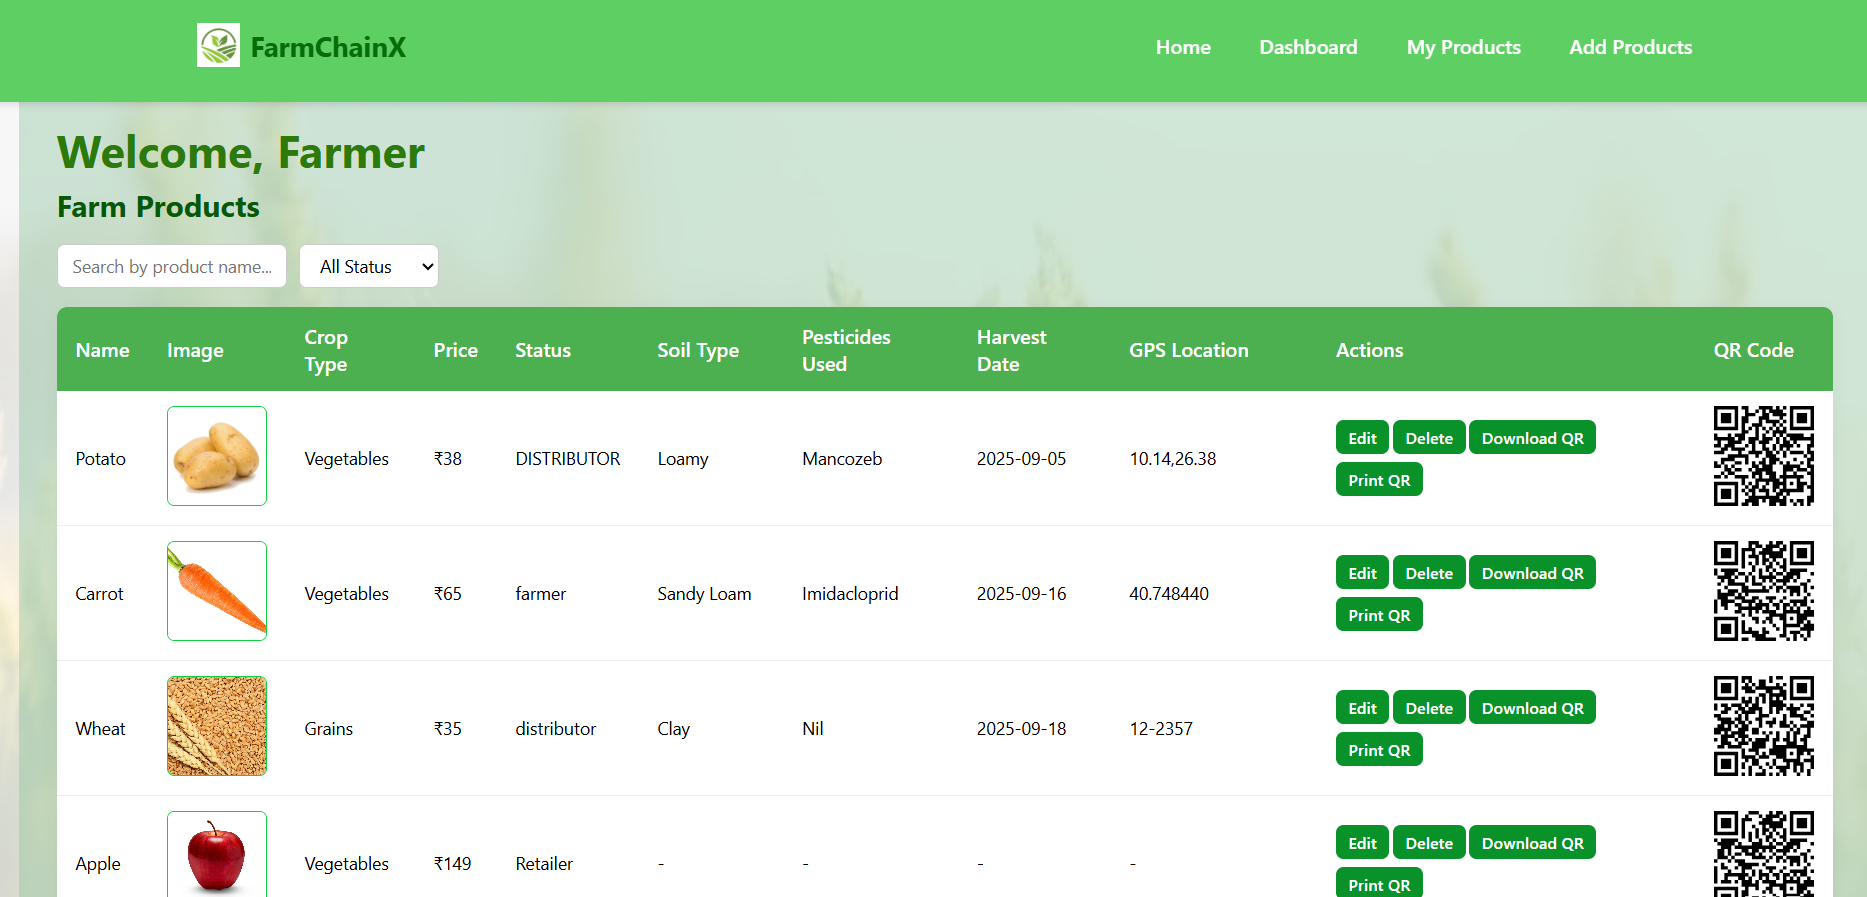 FarmChainX
Home Dashboard My Products Add Products
Welcome, Farmer
Farm Products
Search by product name... All Status
Name Image Crop Type Price Status Soil Type Pesticides Used Harvest Date GPS Location Actions QR Code
Potato Vegetables ₹38 DISTRIBUTOR Loamy Mancozeb 2025-09-05 10.14,26.38 Edit Delete Download QR
Print QR
Carrot Vegetables ₹65 farmer Sandy Loam Imidacloprid 2025-09-16 40.748440 Edit Delete Download QR
Print QR
Wheat Grains ₹35 distributor Clay Nil 2025-09-18 12-2357 Edit Delete Download QR
Print QR
Apple Vegetables ₹149 Retailer - - - - Edit Delete Download QR
Print QR